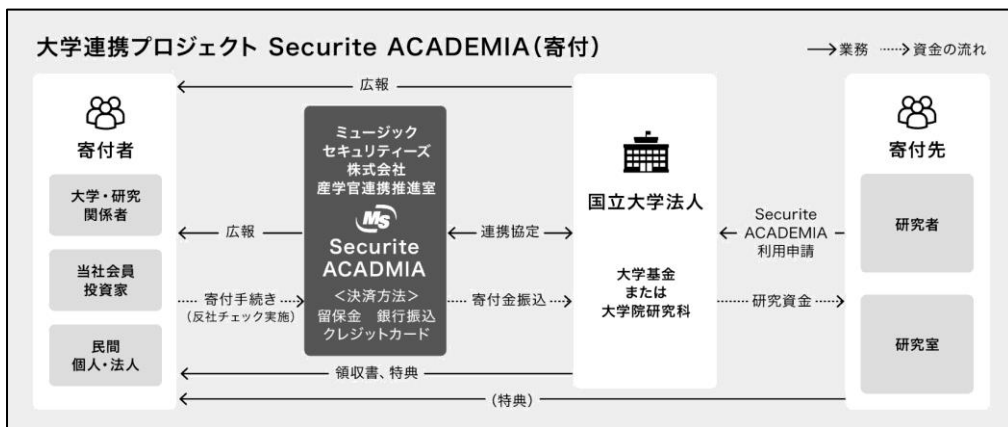 大学連携プロジェクト Securite ACADEMIA(寄付)
→業務 ······>資金の流れ
寄付者
大学・研究
関係者
当社会員
投資家
民間
個人・法人
広報
広報
寄付手続き
(反社チェック実施)
ミュージック
セキュリティーズ
株式会社
産学官連携推進室
MS
Securite
ACADMIA
<決済方法>
留保金 銀行振込
クレジットカード
連携協定
寄付金振込
領収書、特典
(特典)
国立大学法人
大学基金
または
大学院研究科
Securite
ACADEMIA
利用申請
研究資金
寄付先
研究者
研究室